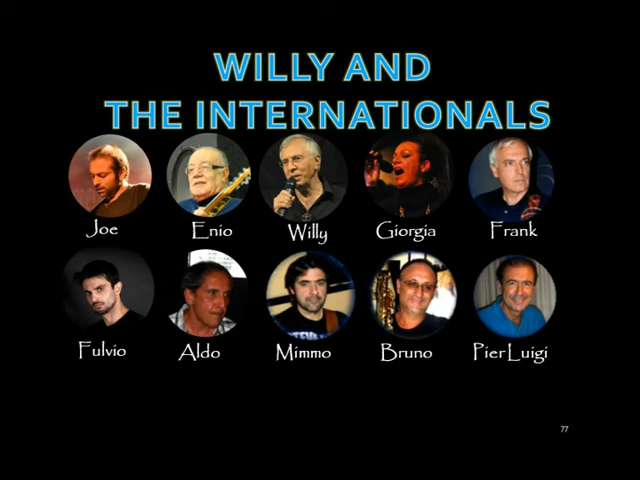 WILLY AND
THE INTERNATIONALS
Joe Enio Willy Giorgia Frank
Fulvio Aldo Mimmo Bruno PierLuigi
77